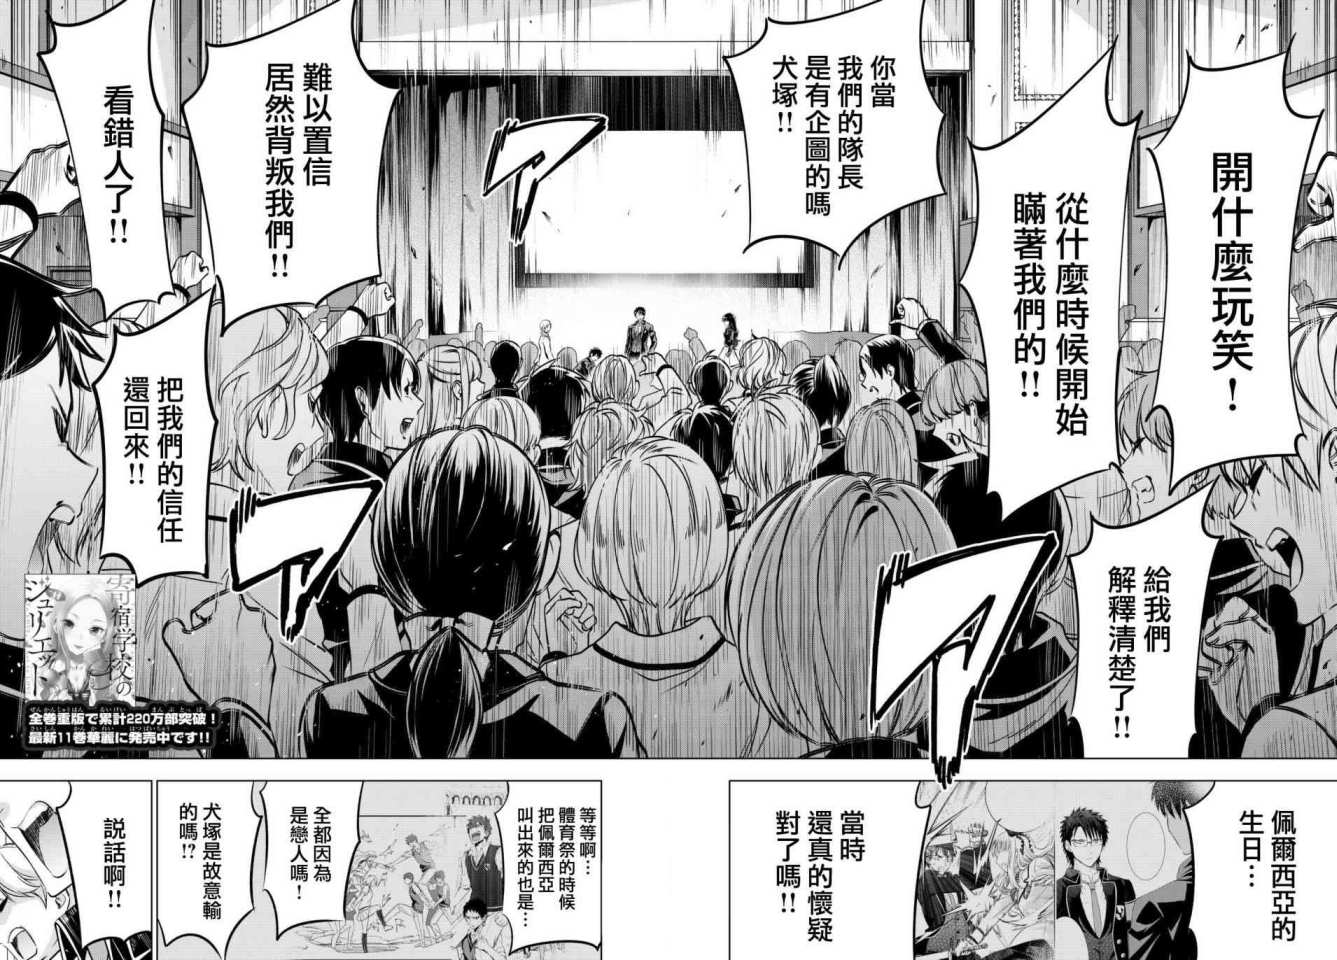 開什麼玩笑！
從什麼時候開始
瞞著我們的!!
給我們
解釋清楚了!!
你當
我們的隊長
是有企圖的嗎
犬塚!!
難以置信
居然背叛我們!!
看錯人了!!
把我們的信任
還回來!!
ア
ア
ア
寄宿学校の
ジュリエット
全巻重版で累計220万部突破！
最新11巻華麗に発売中です!!
佩爾西亞的
生日…
當時
還真的懷疑
對了嗎!!
等等啊…
體育祭的時候
把佩爾西亞
叫出來的也是…
全都因為
是戀人嗎！
犬塚是故意輸
的嗎!?
説話啊!!